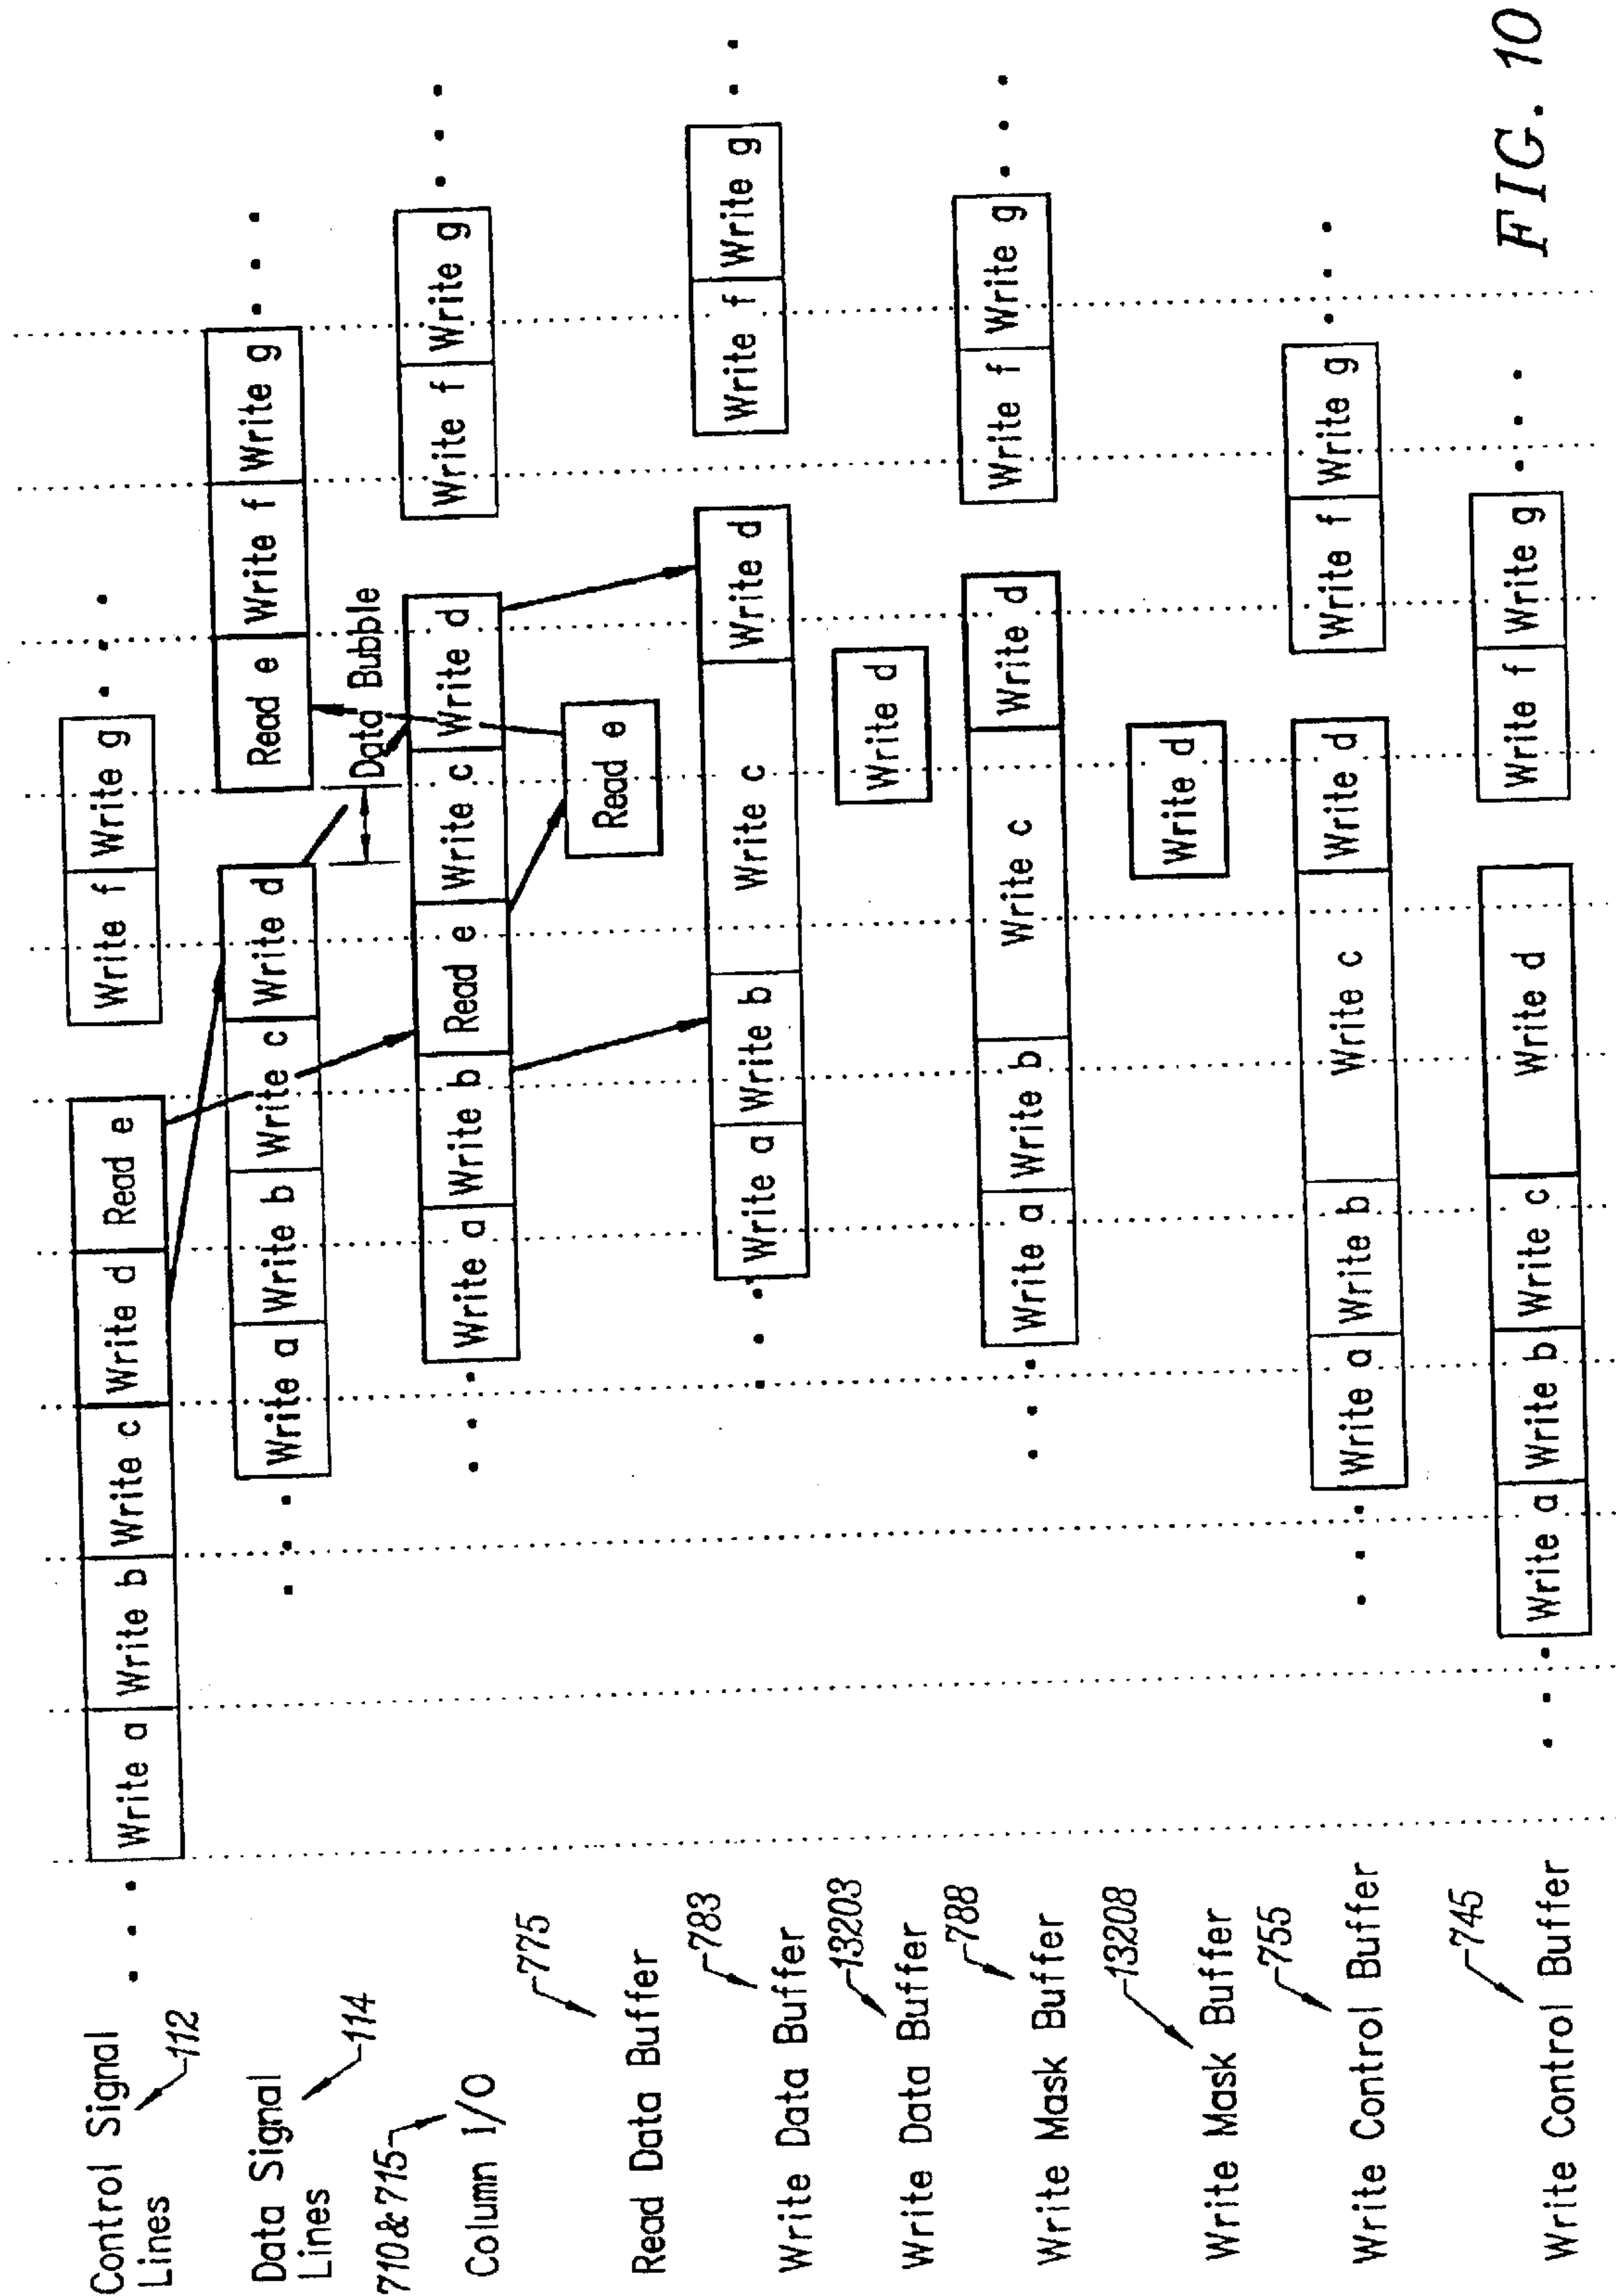 Control Signal
Lines
112
. . . Write a Write b Write c Write d Read e Write f Write g . . .
Data Signal
Lines
114
. . . Write a Write b Write c Write d Read e Write f Write g . . .
Data Bubble
710 & 715
Column I/O
. . . Write a Write b Read e Write c Write d Write f Write g . . .
775
Read Data Buffer
Read e
783
Write Data Buffer
. . . Write a Write b Write c Write d Write f Write g . . .
13203
Write Data Buffer
Write d
788
Write Mask Buffer
. . . Write a Write b Write c Write d Write f Write g . . .
13208
Write Mask Buffer
Write d
755
Write Control Buffer
. . . Write a Write b Write c Write d Write f Write g . . .
745
Write Control Buffer
. . . Write a Write b Write c Write d Write f Write g . . .
FIG. 10